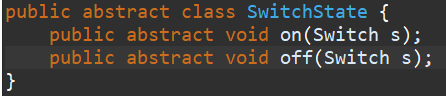 public abstract class SwitchState {
    public abstract void on(Switch s);
    public abstract void off(Switch s);
}